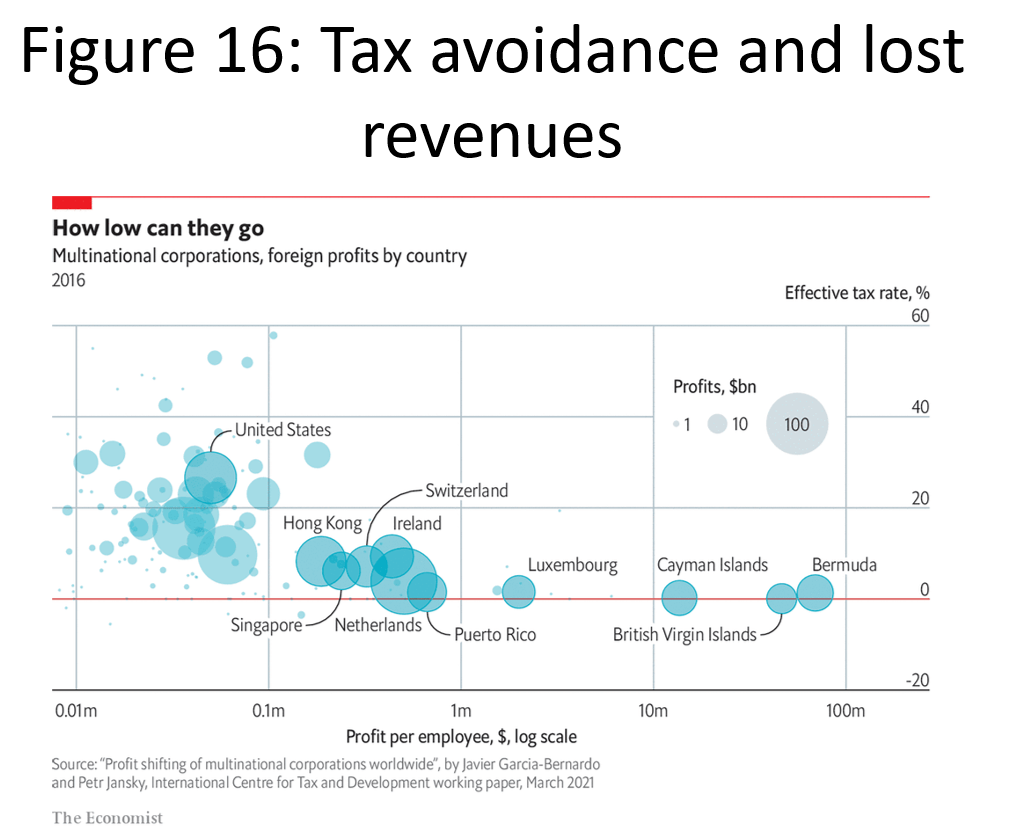 Figure 16: Tax avoidance and lost
revenues
How low can they go
Multinational corporations, foreign profits by country
2016
Effective tax rate, %
60
Profits, $bn
1
10
100
40
United States
Switzerland
20
Hong Kong
Ireland
Luxembourg
Cayman Islands
Bermuda
0
Singapore
Netherlands
Puerto Rico
British Virgin Islands
-20
0.01m
0.1m
1m
10m
100m
Profit per employee, $, log scale
Source: “Profit shifting of multinational corporations worldwide”, by Javier Garcia-Bernardo
and Petr Jansky, International Centre for Tax and Development working paper, March 2021
The Economist